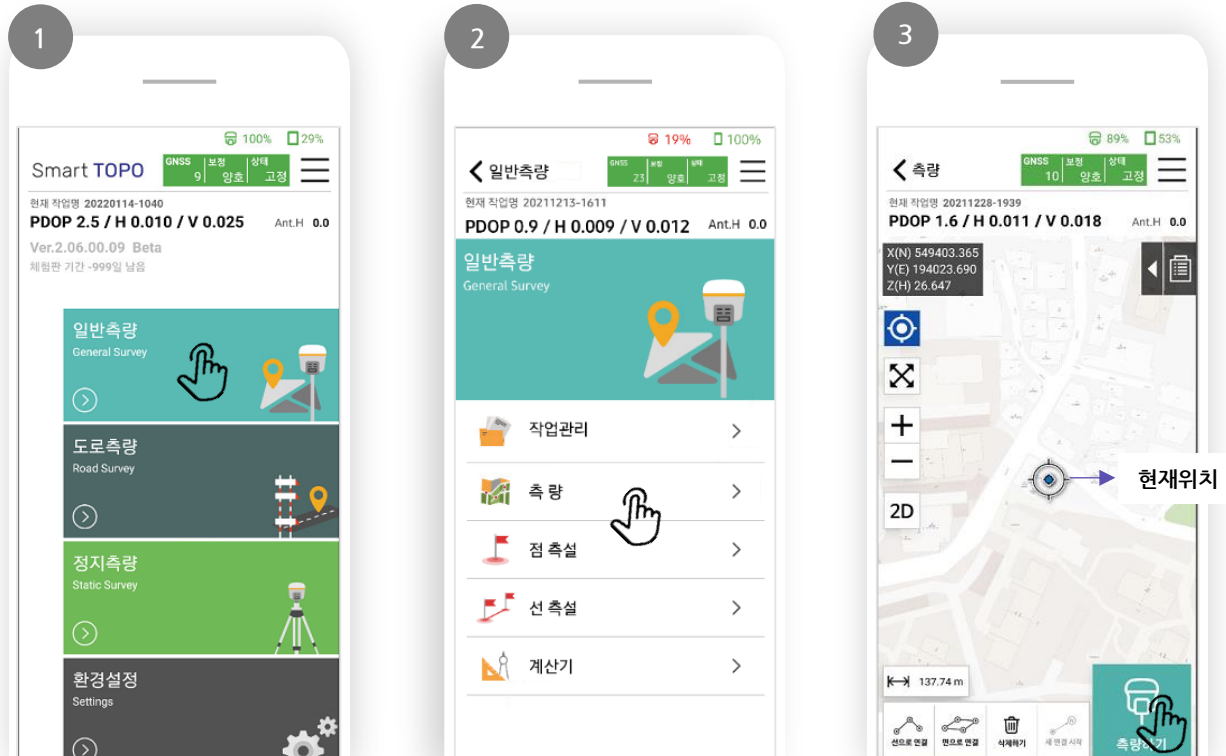 1
100% 29%
Smart TOPO
GNSS 보정 상태
9 양호 고정
현재 작업명 20220114-1040
PDOP 2.5 / H 0.010 / V 0.025 Ant.H 0.0
Ver.2.06.00.09 Beta
체험판 기간 -999일 남음
일반측량
General Survey
도로측량
Road Survey
정지측량
Static Survey
환경설정
Settings
2
19% 100%
일반측량
GNSS 보정 상태
23 양호 고정
현재 작업명 20211213-1611
PDOP 0.9 / H 0.009 / V 0.012 Ant.H 0.0
일반측량
General Survey
작업관리
측 량
점 측설
선 측설
계산기
3
89% 53%
측량
GNSS 보정 상태
10 양호 고정
현재 작업명 20211228-1939
PDOP 1.6 / H 0.011 / V 0.018 Ant.H 0.0
X(N) 549403.365
Y(E) 194023.690
Z(H) 26.647
2D
현재위치
137.74 m
선으로 연결 면으로 연결 삭제하기 새 연결 시작
측량하기